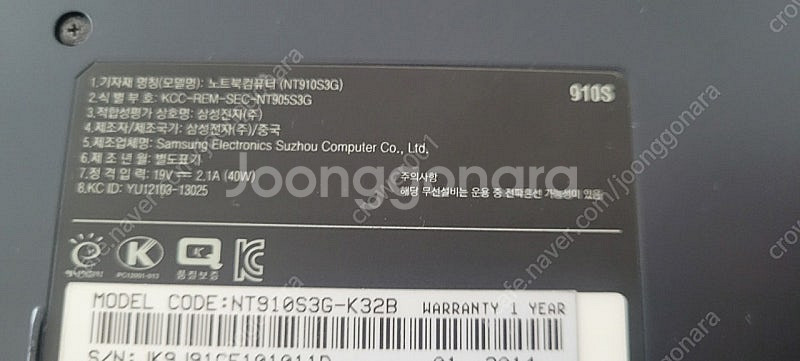 1.기자재 명칭(모델명): 노트북컴퓨터 (NT910S3G)
910S
2.식 별 부 호: KCC-REM-SEC-NT905S3G
3.적합성평가 상호명: 삼성전자(주)
4.제조자/제조국가: 삼성전자(주)/중국
5.제조업체명: Samsung Electronics Suzhou Computer Co., Ltd.
6.제 조 년 월: 별도표기
7.정 격 입 력: 19V 2.1A (40W)
주의사항
8.KC ID: YU12103-13025
해당 무선설비는 운용 중 전파혼선 가능성이 있음
Joonggonara
품질보증
MODEL CODE:NT910S3G-K32B WARRANTY 1 YEAR